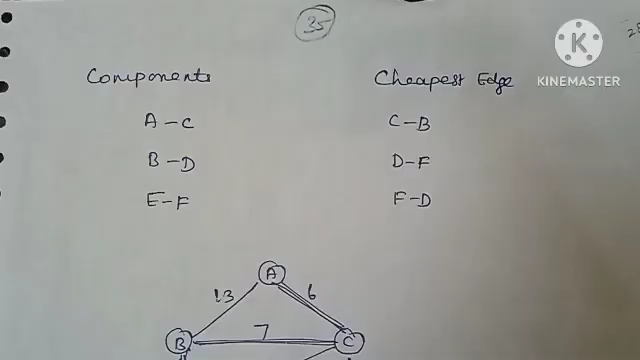 35
Components Cheapest Edge
A-C C-B
B-D D-F
E-F F-D
A
13 6
7
B C
KINEMASTER